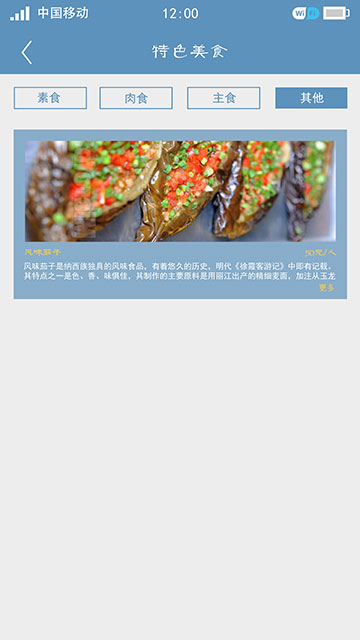 中国移动 12:00 WiFi
特色美食
素食 肉食 主食 其他
风味茄子 50元/人
风味茄子是纳西族独具的风味食品，有着悠久的历史，明代《徐霞客游记》中即有记载。
其特点之一是色、香、味俱佳，其制作的主要原料是用丽江出产的精细麦面，加注从玉龙
更多